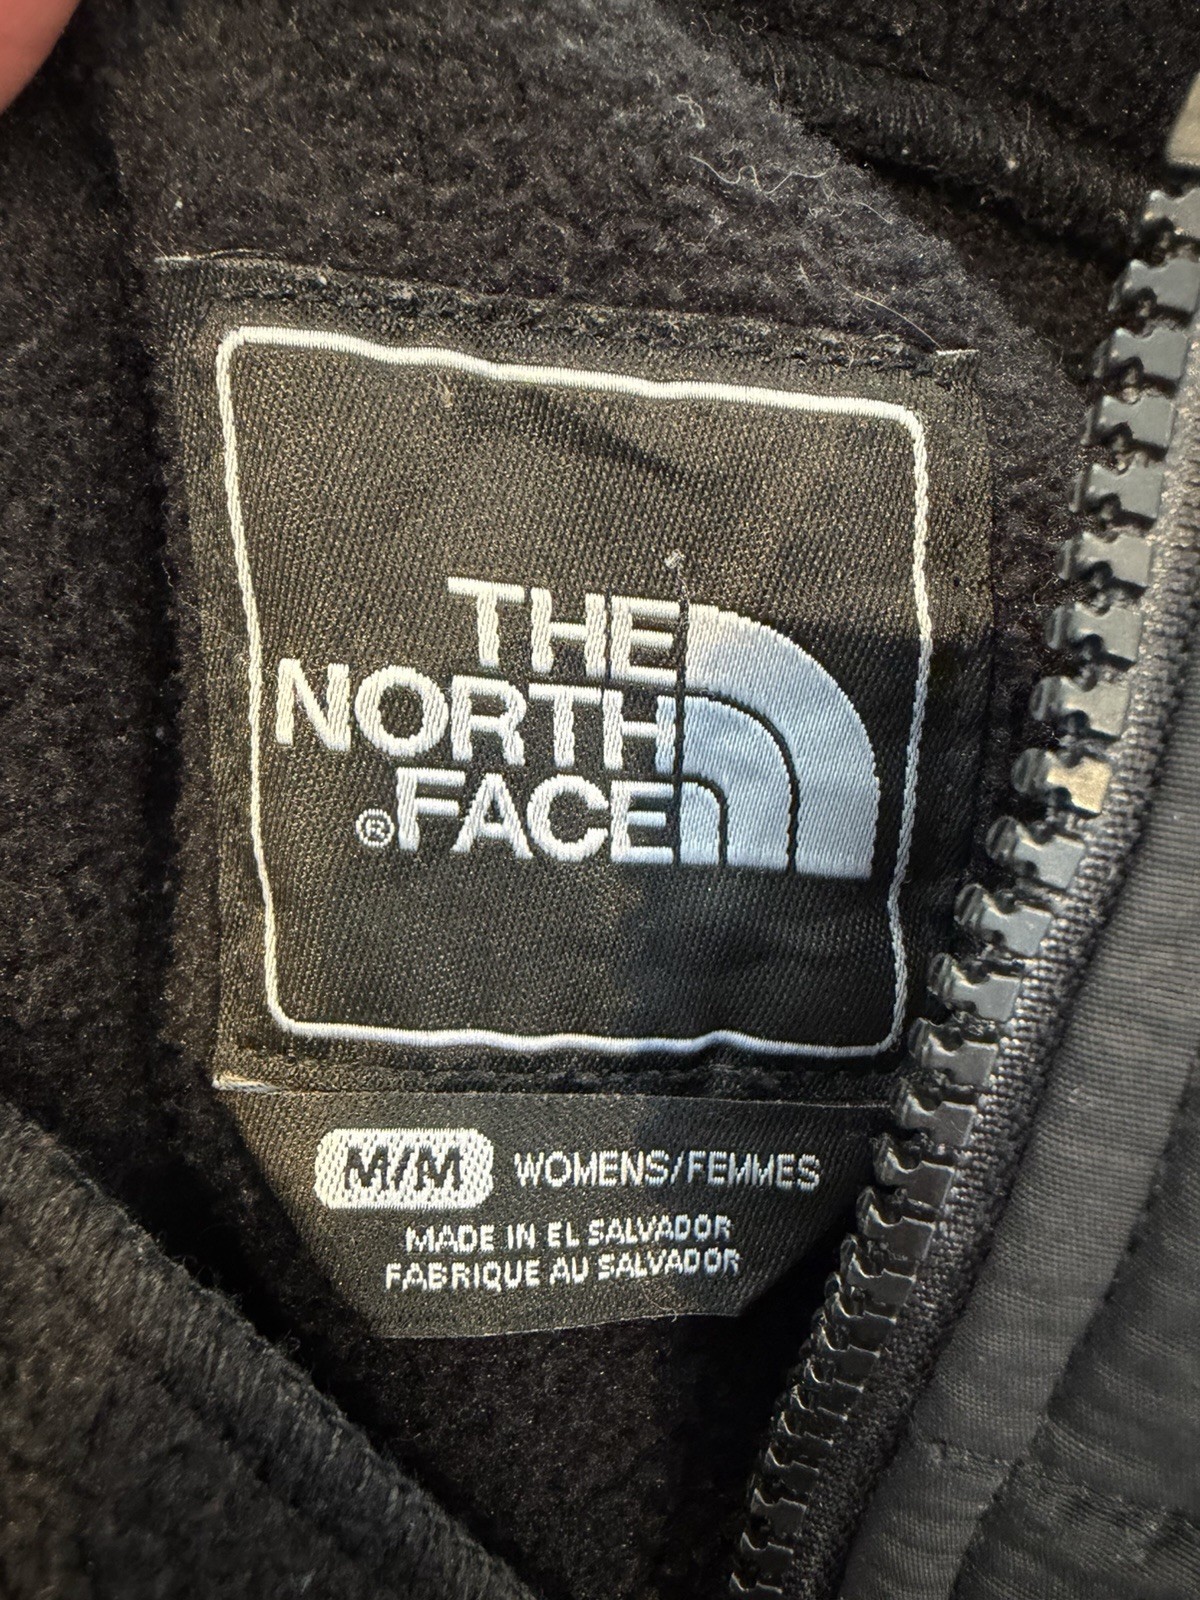 THE
NORTH
®FACE
M/M WOMENS/FEMMES
MADE IN EL SALVADOR
FABRIQUE AU SALVADOR